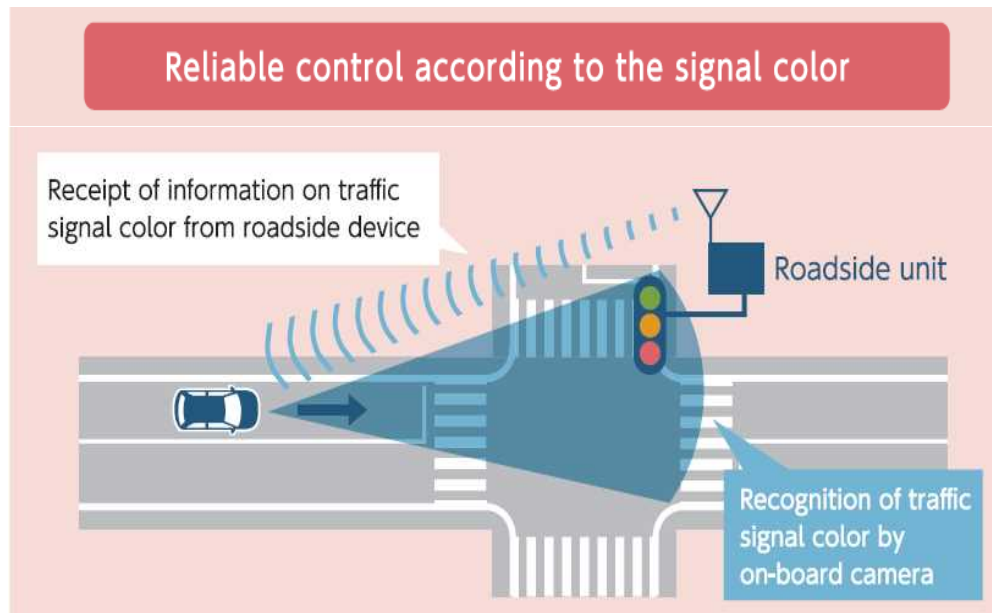 Reliable control according to the signal color
Receipt of information on traffic
signal color from roadside device
Roadside unit
Recognition of traffic
signal color by
on-board camera